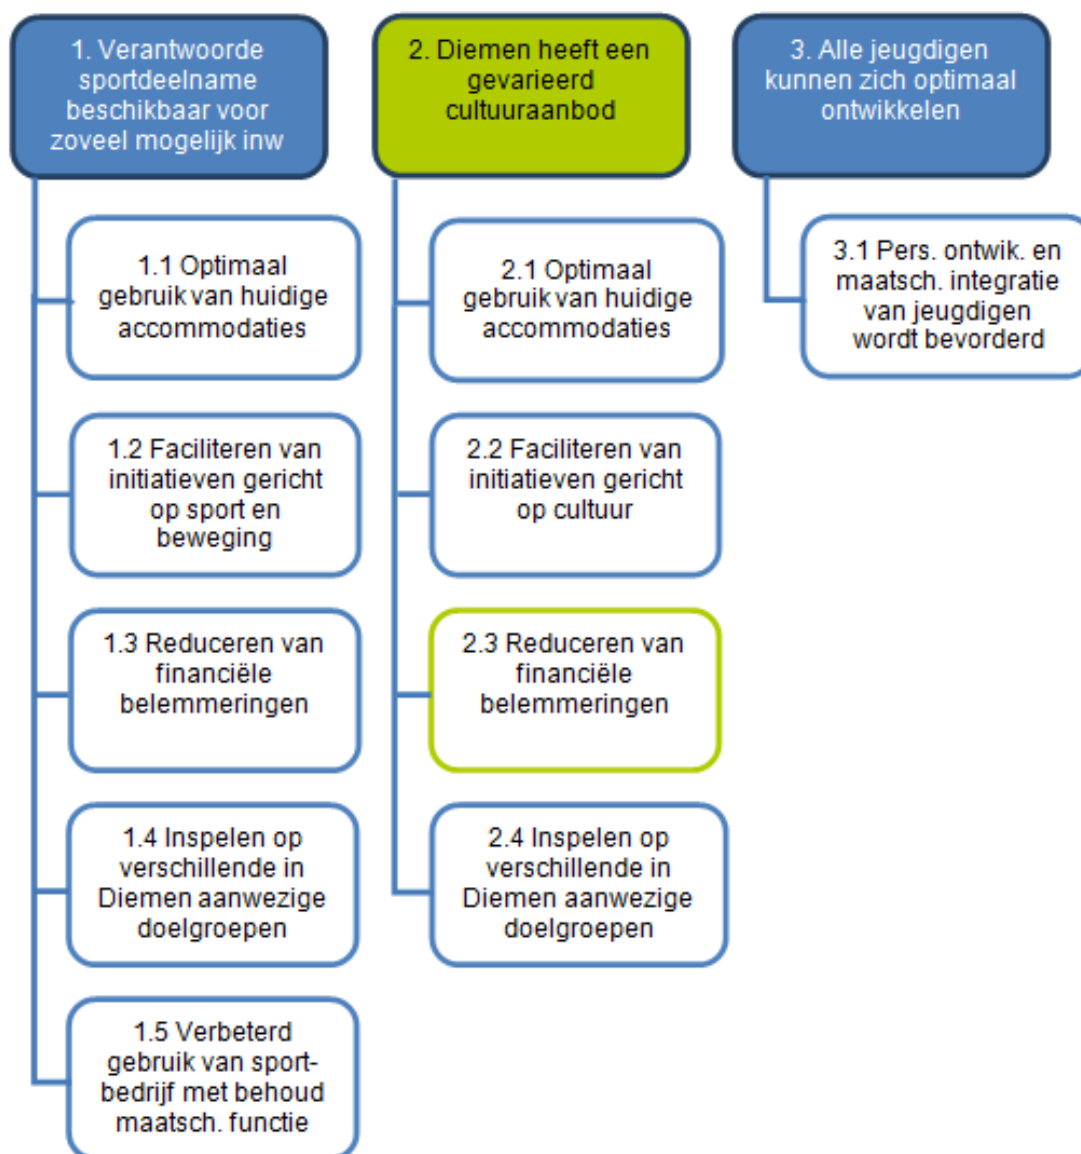 1. Verantwoorde
sportdeelname
beschikbaar voor
zoveel mogelijk inw
1.1 Optimaal
gebruik van huidige
accommodaties
1.2 Faciliteren van
initiatieven gericht
op sport en
beweging
1.3 Reduceren van
financiële
belemmeringen
1.4 Inspelen op
verschillende in
Diemen aanwezige
doelgroepen
1.5 Verbeterd
gebruik van sport-
bedrijf met behoud
maatsch. functie
2. Diemen heeft een
gevarieerd
cultuuraanbod
2.1 Optimaal
gebruik van huidige
accommodaties
2.2 Faciliteren van
initiatieven gericht
op cultuur
2.3 Reduceren van
financiële
belemmeringen
2.4 Inspelen op
verschillende in
Diemen aanwezige
doelgroepen
3. Alle jeugdigen
kunnen zich optimaal
ontwikkelen
3.1 Pers. ontwik. en
maatsch. integratie
van jeugdigen
wordt bevorderd